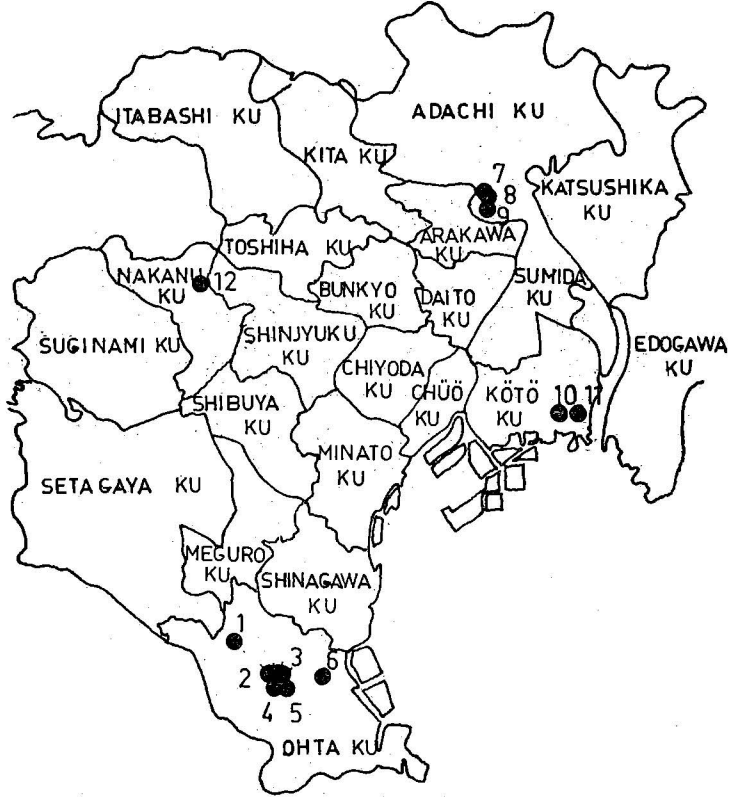 ITABASHI KU
ADACHI KU
KITA KU
7
8
9
KATSUSHIKA
KU
ARAKAWA
KU
TOSHIHA KU
NAKANU
KU
12
BUNKYO
KU
DAITO
KU
SUMIDA
KU
SUGINAMI KU
SHINJYUKU
KU
CHIYODA
KU
CHÜÖ
KU
KÖTÖ
KU
10 11
EDOGAWA
KU
SHIBUYA
KU
MINATO
KU
SETAGAYA KU
MEGURO
KU
SHINAGAWA
KU
1
2
3
6
4 5
OHTA KU